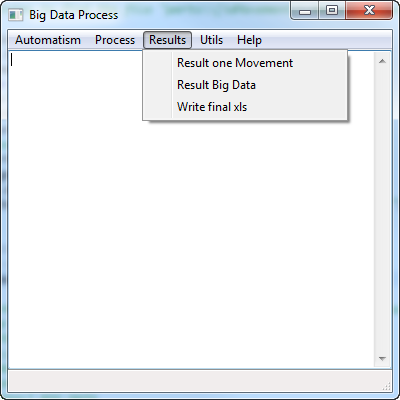 Big Data Process
Automatism Process Results Utils Help
Result one Movement
Result Big Data
Write final xls